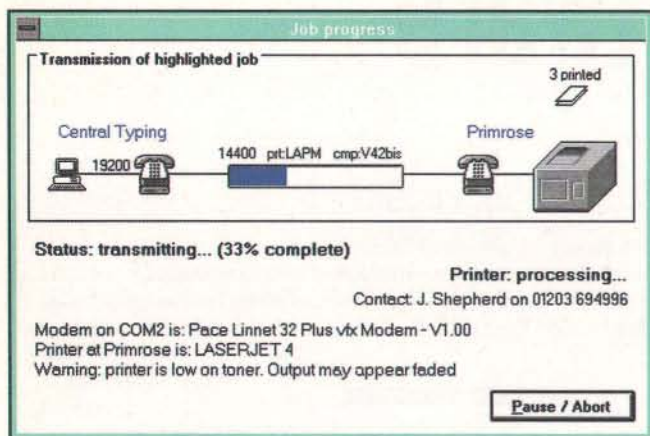 Job progress
Transmission of highlighted job
3 printed
Central Typing
Primrose
19200
14400 prt:LAPM cmp:V42bis
Status: transmitting... (33% complete)
Printer: processing...
Contact: J. Shepherd on 01203 694996
Modem on COM2 is: Pace Linnet 32 Plus vfx Modem - V1.00
Printer at Primrose is: LASERJET 4
Warning: printer is low on toner. Output may appear faded
Pause / Abort